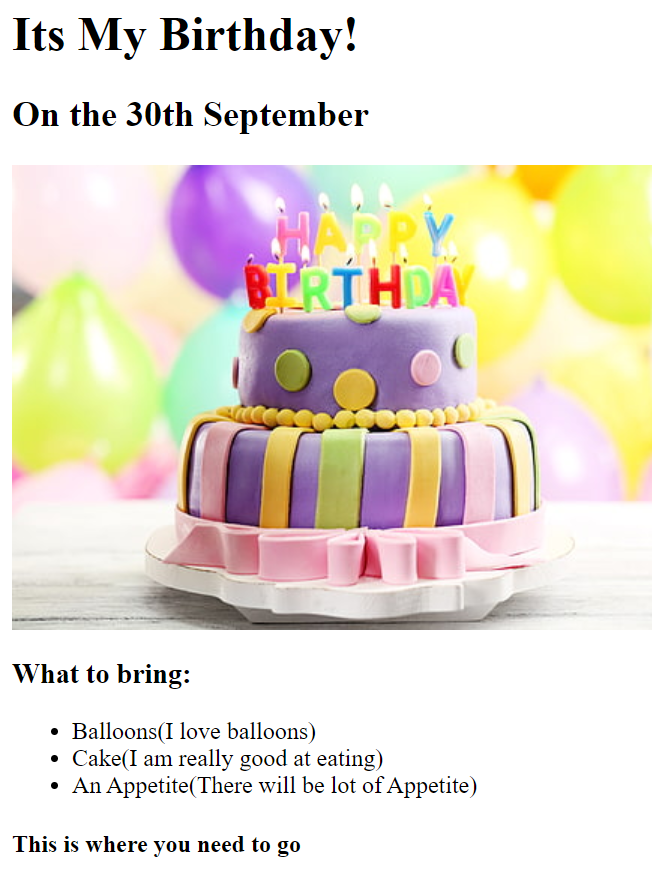 Its My Birthday!
On the 30th September
HAPPY
BIRTHDAY
What to bring:
Balloons(I love balloons)
Cake(I am really good at eating)
An Appetite(There will be lot of Appetite)
This is where you need to go